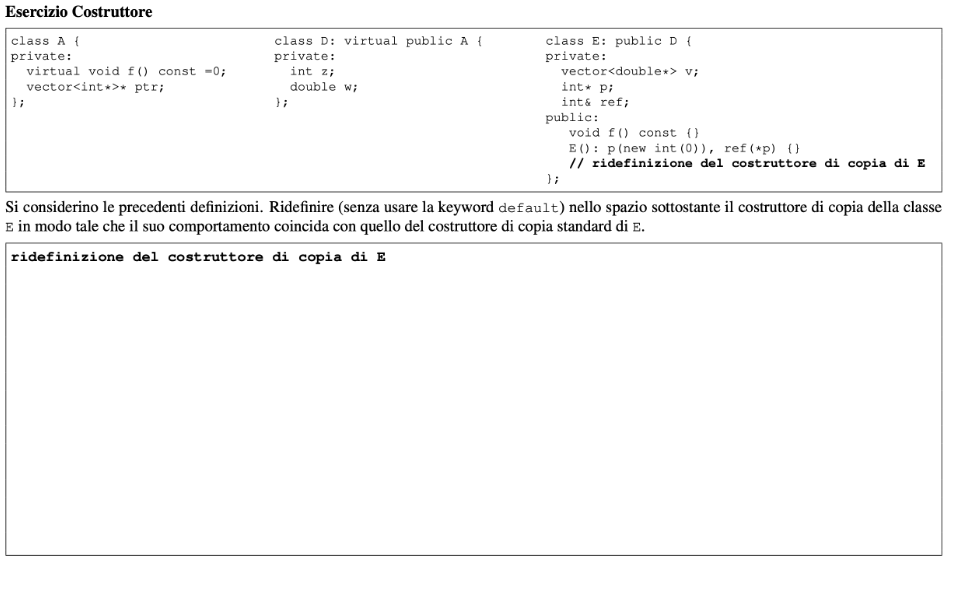 Esercizio Costruttore
class A {
private:
  virtual void f() const =0;
  vector<int*>* ptr;
};
class D: virtual public A {
private:
  int z;
  double w;
};
class E: public D {
private:
  vector<double*> v;
  int* p;
  int& ref;
public:
   void f() const {}
   E(): p(new int(0)), ref(*p) {}
   // ridefinizione del costruttore di copia di E
};
Si considerino le precedenti definizioni. Ridefinire (senza usare la keyword default) nello spazio sottostante il costruttore di copia della classe
E in modo tale che il suo comportamento coincida con quello del costruttore di copia standard di E.
ridefinizione del costruttore di copia di E